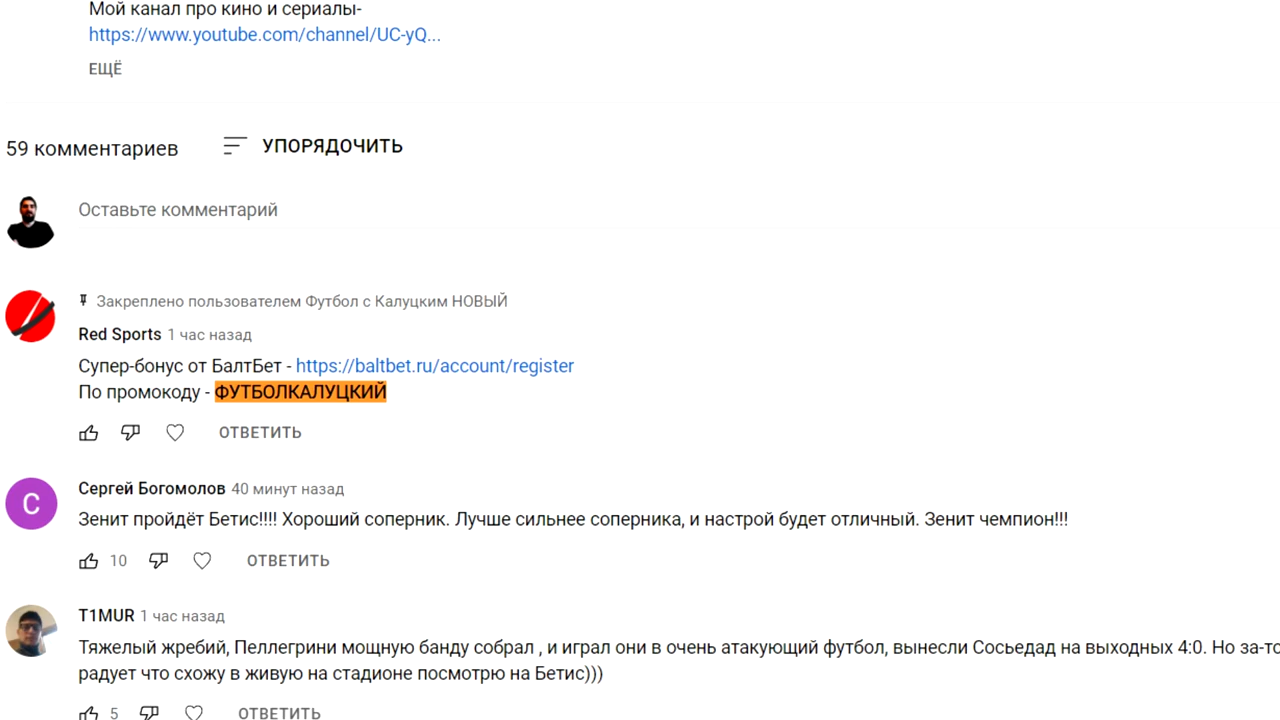 Мой канал про кино и сериалы-
https://www.youtube.com/channel/UC-yQ...
ЕЩЁ
59 комментариев
УПОРЯДОЧИТЬ
Оставьте комментарий
Закреплено пользователем Футбол с Калуцким НОВЫЙ
Red Sports 1 час назад
Супер-бонус от БалтБет - https://baltbet.ru/account/register
По промокоду - ФУТБОЛКАЛУЦКИЙ
ОТВЕТИТЬ
С
Сергей Богомолов 40 минут назад
Зенит пройдёт Бетис!!!! Хороший соперник. Лучше сильнее соперника, и настрой будет отличный. Зенит чемпион!!!
10 ОТВЕТИТЬ
T1MUR 1 час назад
Тяжелый жребий, Пеллегрини мощную банду собрал , и играл они в очень атакующий футбол, вынесли Сосьедад на выходных 4:0. Но за-то
радует что схожу в живую на стадионе посмотрю на Бетис)))
5 ОТВЕТИТЬ